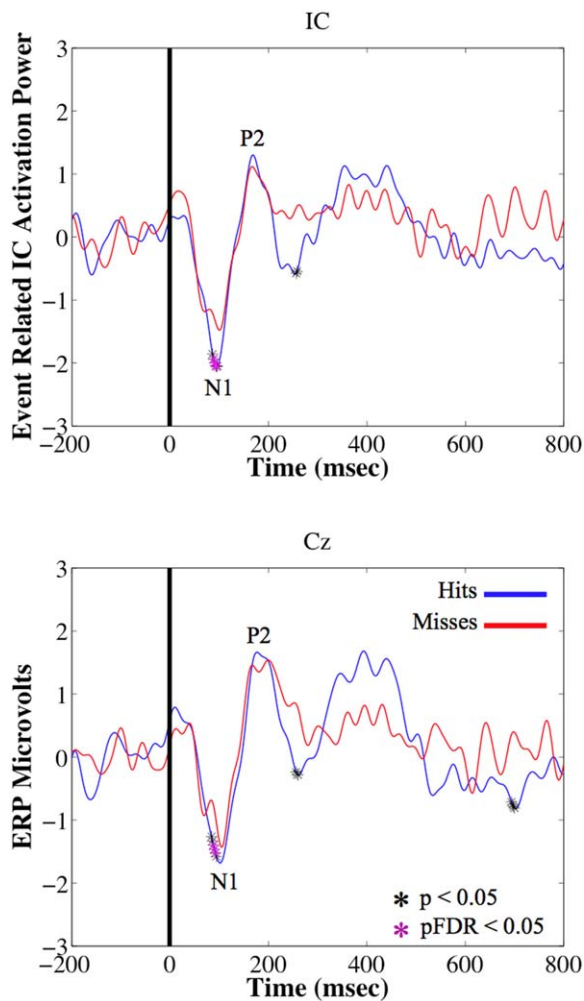 IC
3
2
1
0
−1
−2
−3
Event Related IC Activation Power
P2
N1
−200
0
200
400
600
800
Time (msec)
Cz
3
2
1
0
−1
−2
−3
ERP Microvolts
Hits
Misses
P2
N1
* p < 0.05
* pFDR < 0.05
−200
0
200
400
600
800
Time (msec)